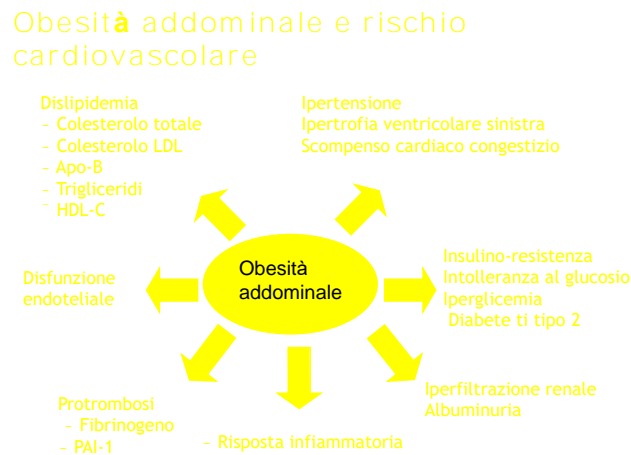 Obesità addominale e rischio
cardiovascolare
Dislipidemia
- Colesterolo totale
- Colesterolo LDL
- Apo-B
- Trigliceridi
¯ HDL-C
Ipertensione
Ipertrofia ventricolare sinistra
Scompenso cardiaco congestizio
Obesità
addominale
Disfunzione
endoteliale
Insulino-resistenza
Intolleranza al glucosio
Iperglicemia
Diabete ti tipo 2
Iperfiltrazione renale
Albuminuria
Protrombosi
- Fibrinogeno
- PAI-1
- Risposta infiammatoria